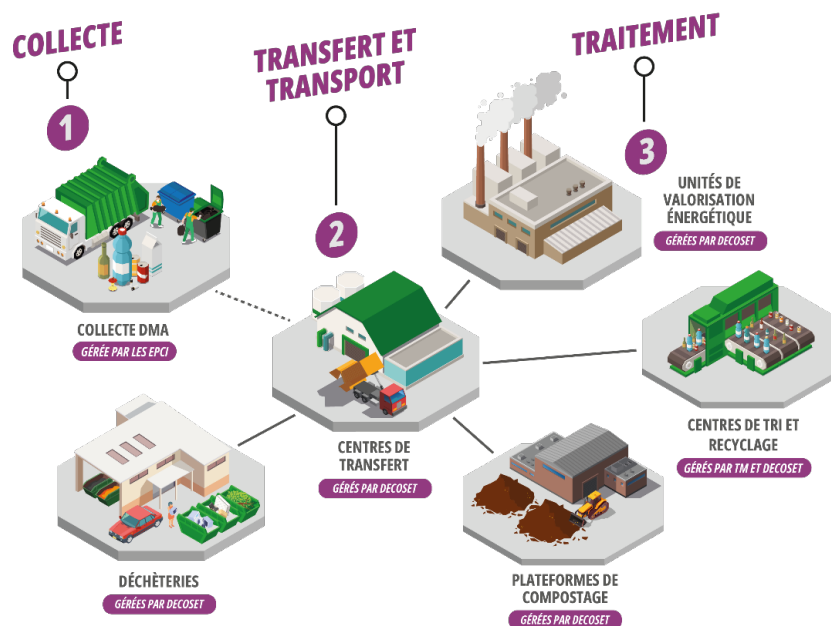 COLLECTE
1
COLLECTE DMA
GÉRÉE PAR LES EPCI
DÉCHÈTERIES
GÉRÉES PAR DECOSET
TRANSFERT ET
TRANSPORT
2
CENTRES DE
TRANSFERT
GÉRÉS PAR DECOSET
TRAITEMENT
3
UNITÉS DE
VALORISATION
ÉNERGÉTIQUE
GÉRÉES PAR DECOSET
CENTRES DE TRI ET
RECYCLAGE
GÉRÉS PAR TM ET DECOSET
PLATEFORMES DE
COMPOSTAGE
GÉRÉES PAR DECOSET